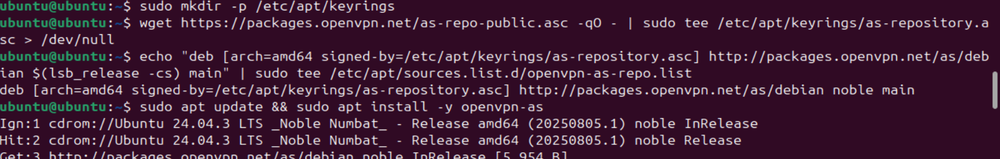 ubuntu@ubuntu:~$ sudo mkdir -p /etc/apt/keyrings
ubuntu@ubuntu:~$ wget https://packages.openvpn.net/as-repo-public.asc -qO - | sudo tee /etc/apt/keyrings/as-repository.a
sc > /dev/null
ubuntu@ubuntu:~$ echo "deb [arch=amd64 signed-by=/etc/apt/keyrings/as-repository.asc] http://packages.openvpn.net/as/deb
ian $(lsb_release -cs) main" | sudo tee /etc/apt/sources.list.d/openvpn-as-repo.list
deb [arch=amd64 signed-by=/etc/apt/keyrings/as-repository.asc] http://packages.openvpn.net/as/debian noble main
ubuntu@ubuntu:~$ sudo apt update && sudo apt install -y openvpn-as
Ign:1 cdrom://Ubuntu 24.04.3 LTS _Noble Numbat_ - Release amd64 (20250805.1) noble InRelease
Hit:2 cdrom://Ubuntu 24.04.3 LTS _Noble Numbat_ - Release amd64 (20250805.1) noble Release
Get:3 http://packages.openvpn.net/as/debian noble InRelease [5,954 B]